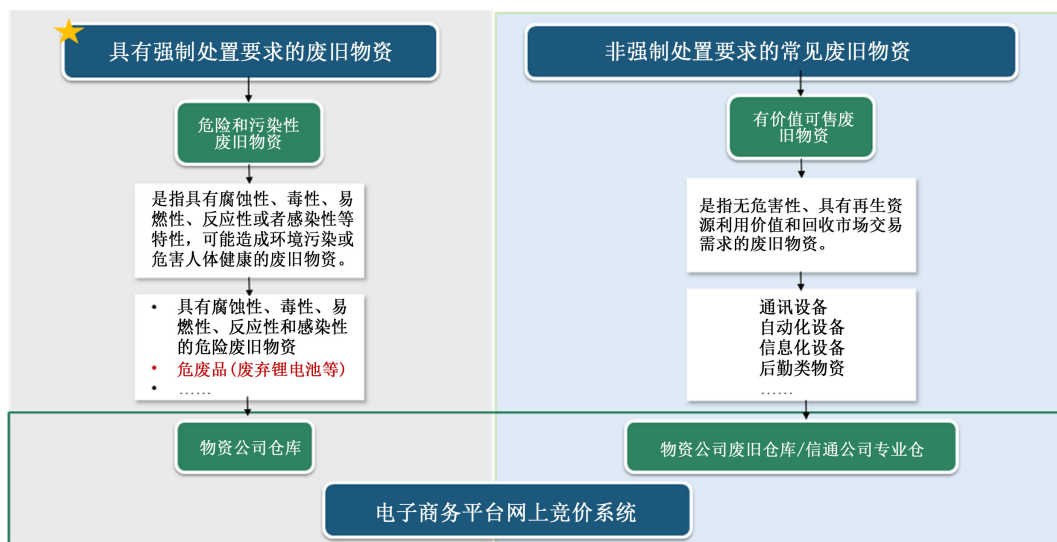 具有强制处置要求的废旧物资
危险和污染性
废旧物资
是指具有腐蚀性、毒性、易
燃性、反应性或者感染性等
特性，可能造成环境污染或
危害人体健康的废旧物资。
• 具有腐蚀性、毒性、易
燃性、反应性和感染性
的危险废旧物资
• 危废品(废弃锂电池等)
• ……
物资公司仓库
非强制处置要求的常见废旧物资
有价值可售废
旧物资
是指无危害性、具有再生资
源利用价值和回收市场交易
需求的废旧物资。
通讯设备
自动化设备
信息化设备
后勤类物资
……
物资公司废旧仓库/信通公司专业仓
电子商务平台网上竞价系统